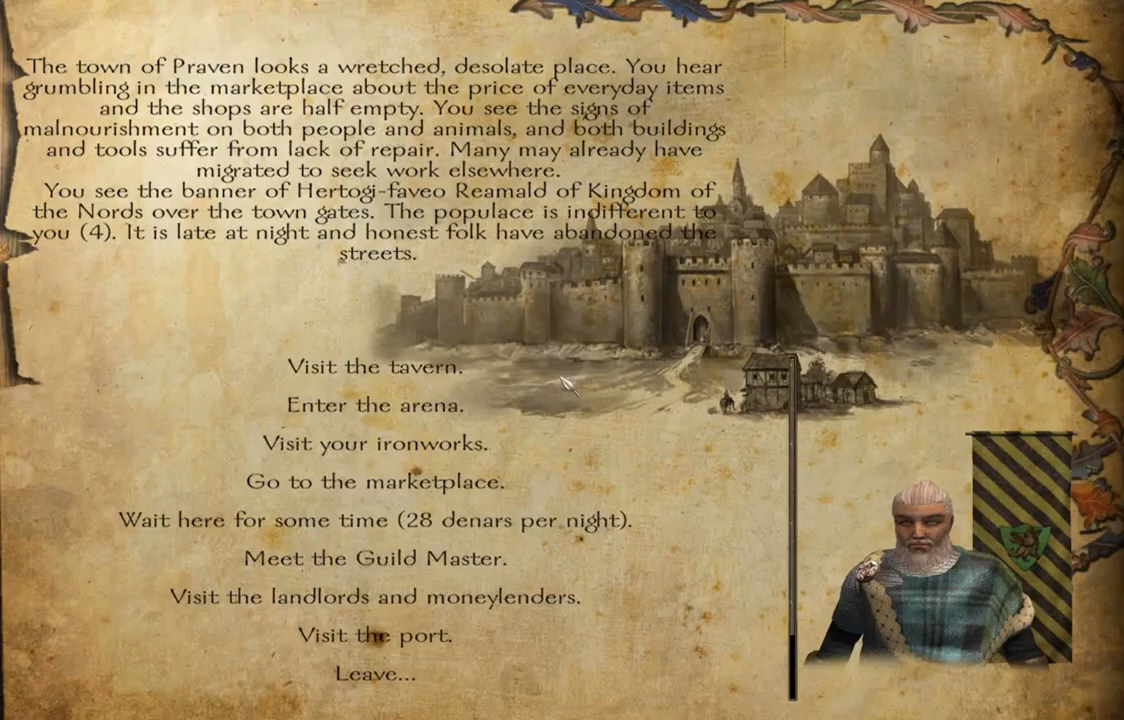 The town of Praven looks a wretched, desolate place. You hear
grumbling in the marketplace about the price of everyday items
and the shops are half empty. You see the signs of
malnourishment on both people and animals, and both buildings
and tools suffer from lack of repair. Many may already have
migrated to seek work elsewhere.
You see the banner of Hertogi-faveo Reamald of Kingdom of
the Nords over the town gates. The populace is indifferent to
you (4). It is late at night and honest folk have abandoned the
streets.
Visit the tavern.
Enter the arena.
Visit your ironworks.
Go to the marketplace.
Wait here for some time (28 denars per night).
Meet the Guild Master.
Visit the landlords and moneylenders.
Visit the port.
Leave...